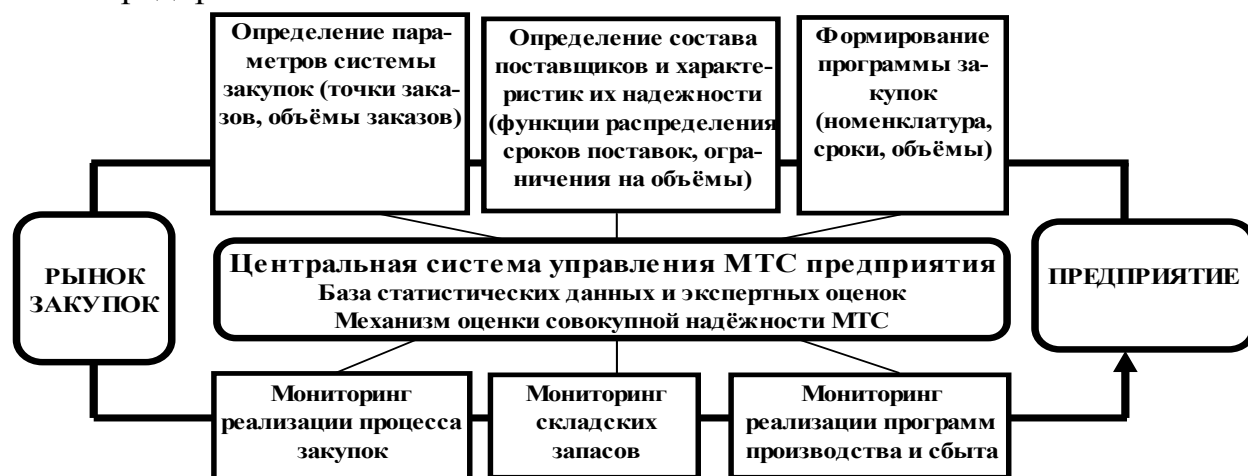 Определение пара-
метров системы
закупок (точки зака-
зов, объёмы заказов)
Определение состава
поставщиков и характе-
ристик их надежности
(функции распределения
сроков поставок, огра-
ничения на объёмы)
Формирование
программы за-
купок
(номенклатура,
сроки, объёмы)
РЫНОК
ЗАКУПОК
Центральная система управления МТС предприятия
База статистических данных и экспертных оценок
Механизм оценки совокупной надёжности МТС
ПРЕДПРИЯТИЕ
Мониторинг
реализации процесса
закупок
Мониторинг
складских
запасов
Мониторинг
реализации программ
производства и сбыта